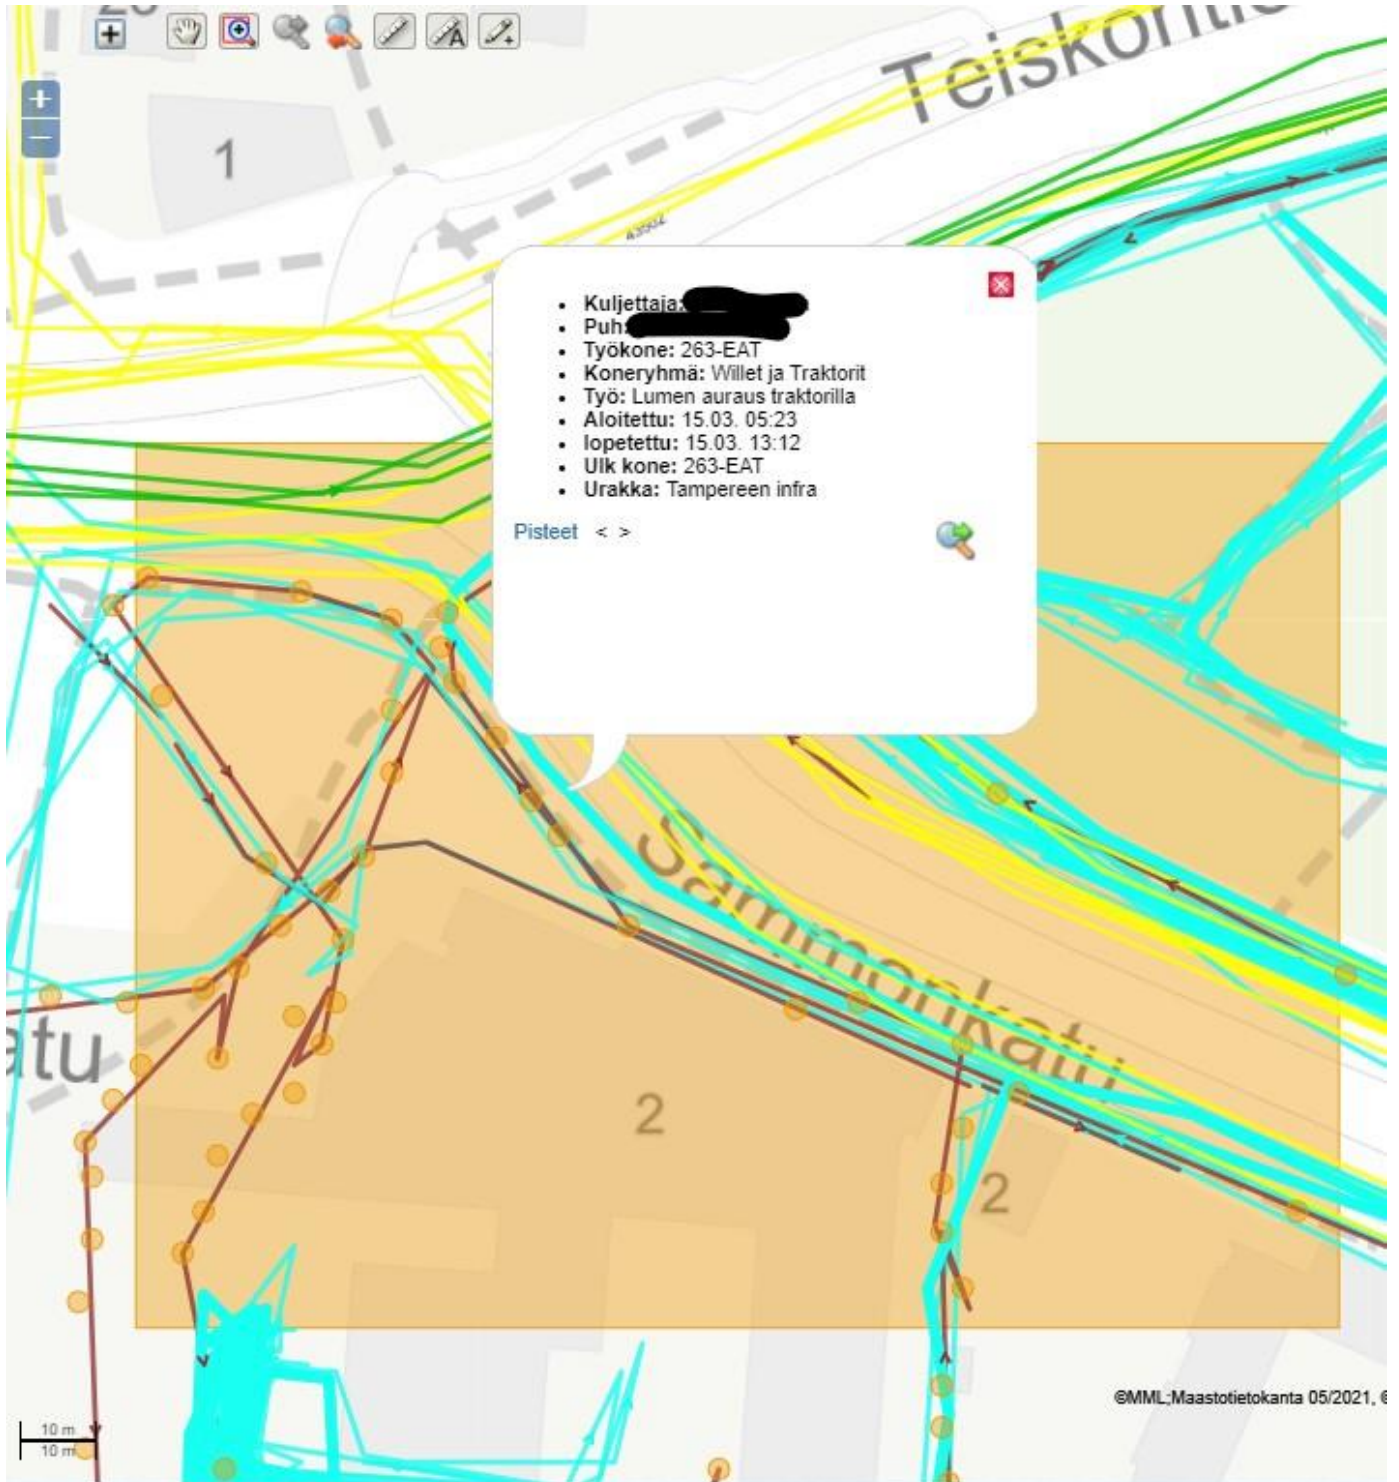 Teiskontie
1
43502
Kuljettaja:
Puh:
Työkone: 263-EAT
Koneryhmä: Willet ja Traktorit
Työ: Lumen auraus traktorilla
Aloitettu: 15.03. 05:23
lopetettu: 15.03. 13:12
Ulk kone: 263-EAT
Urakka: Tampereen infra
Pisteet < >
Sammonkatu
atu
2
2
©MML;Maastotietokanta 05/2021, ©
10 m
10 m